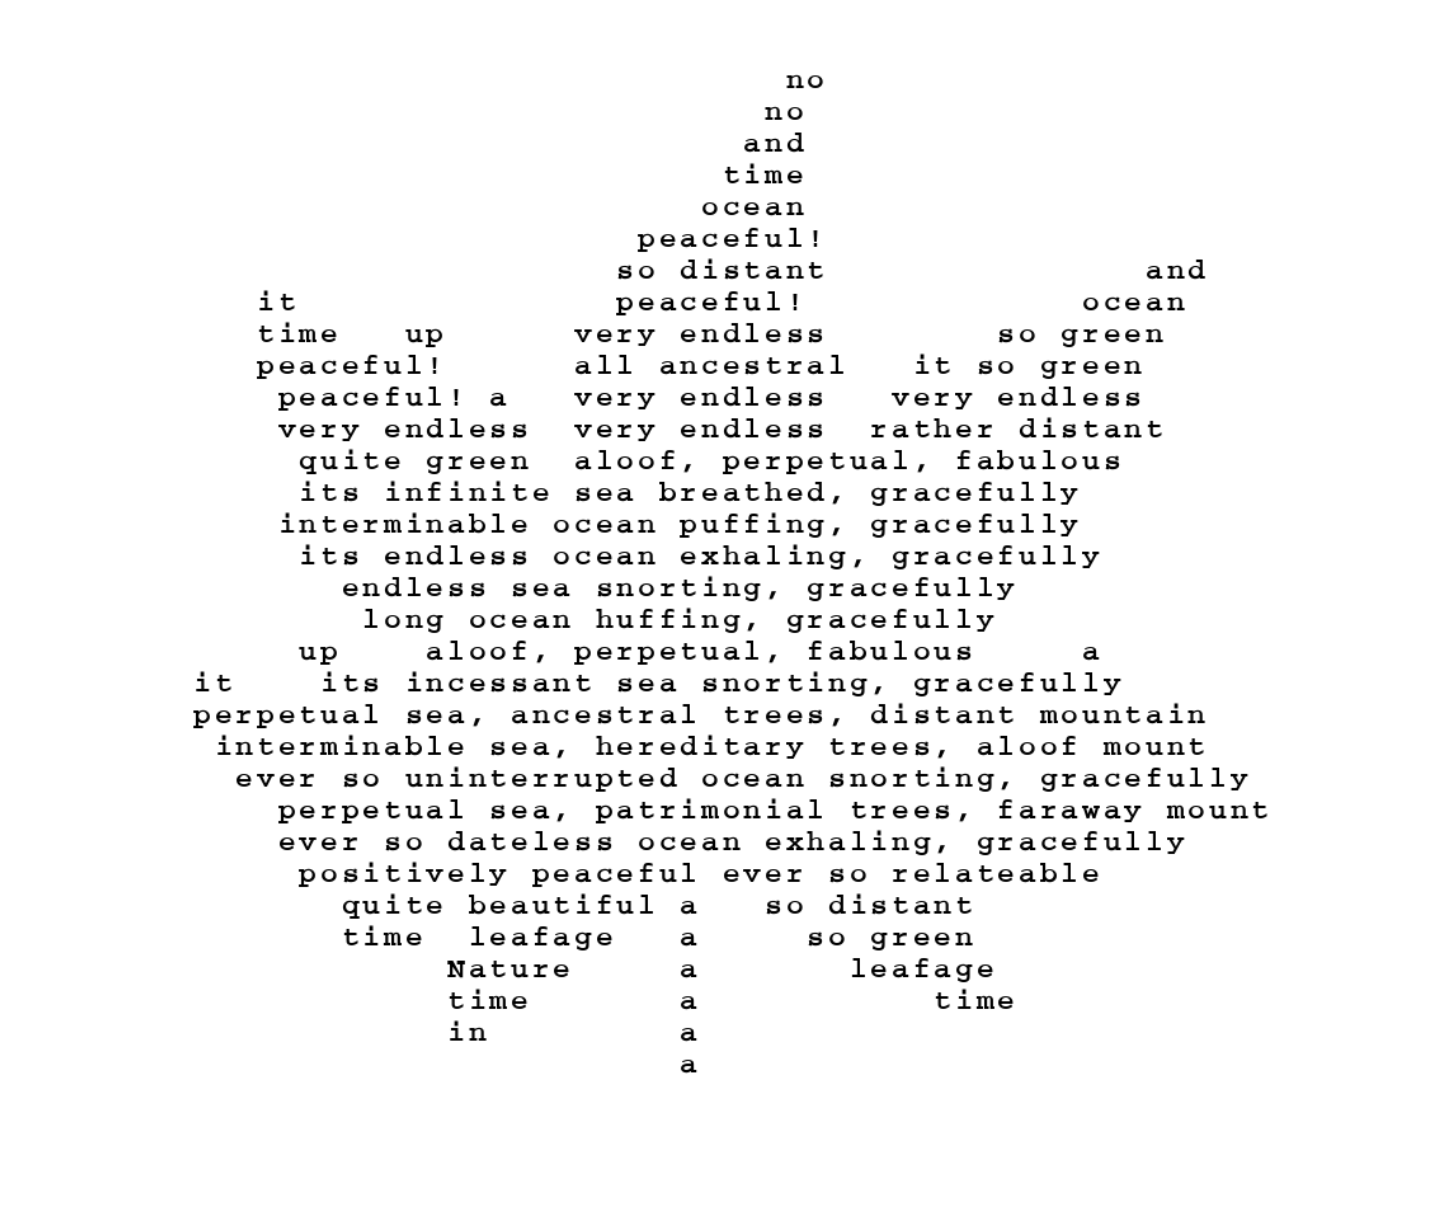 no
no
and
time
ocean
peaceful!
so distant and
it peaceful! ocean
time up very endless so green
peaceful! all ancestral it so green
peaceful! a very endless very endless
very endless very endless rather distant
quite green aloof, perpetual, fabulous
its infinite sea breathed, gracefully
interminable ocean puffing, gracefully
its endless ocean exhaling, gracefully
endless sea snorting, gracefully
long ocean huffing, gracefully
up aloof, perpetual, fabulous a
it its incessant sea snorting, gracefully
perpetual sea, ancestral trees, distant mountain
interminable sea, hereditary trees, aloof mount
ever so uninterrupted ocean snorting, gracefully
perpetual sea, patrimonial trees, faraway mount
ever so dateless ocean exhaling, gracefully
positively peaceful ever so relateable
quite beautiful a so distant
time leafage a so green
Nature a leafage
time a time
in a
a